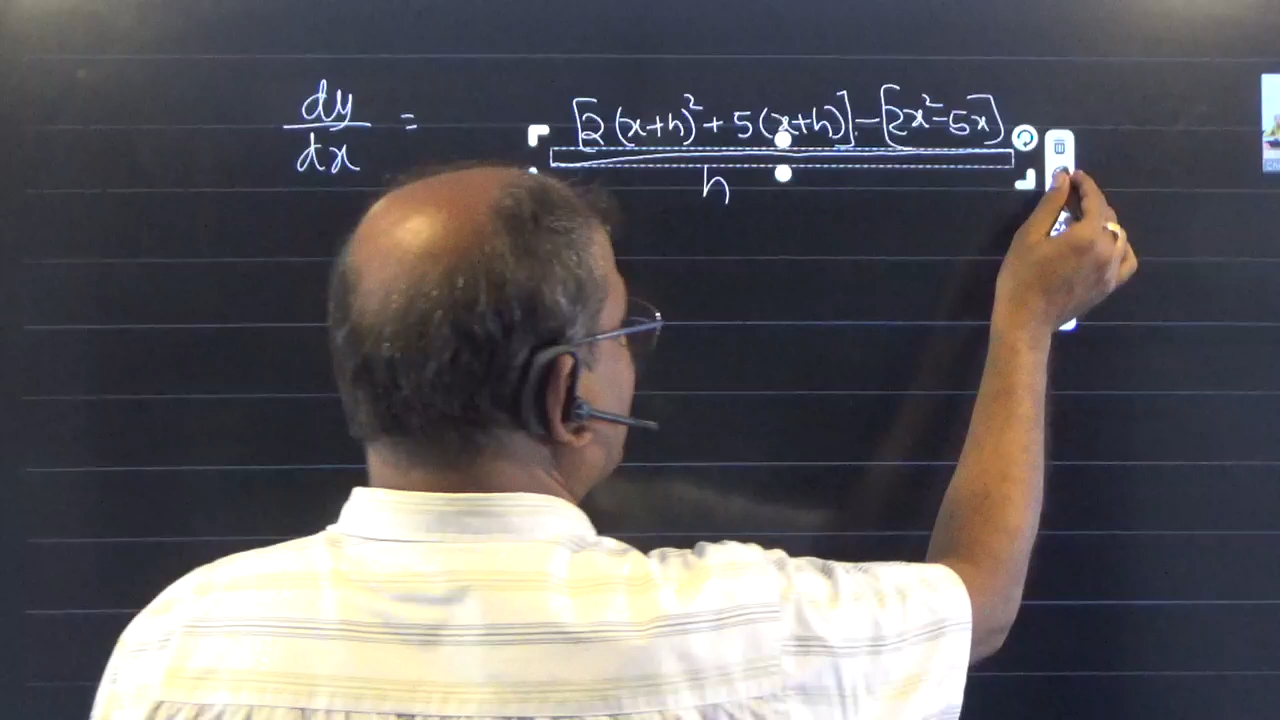 dy/dx = [2(x+h)² + 5(x+h)] - [2x² - 5x]
h